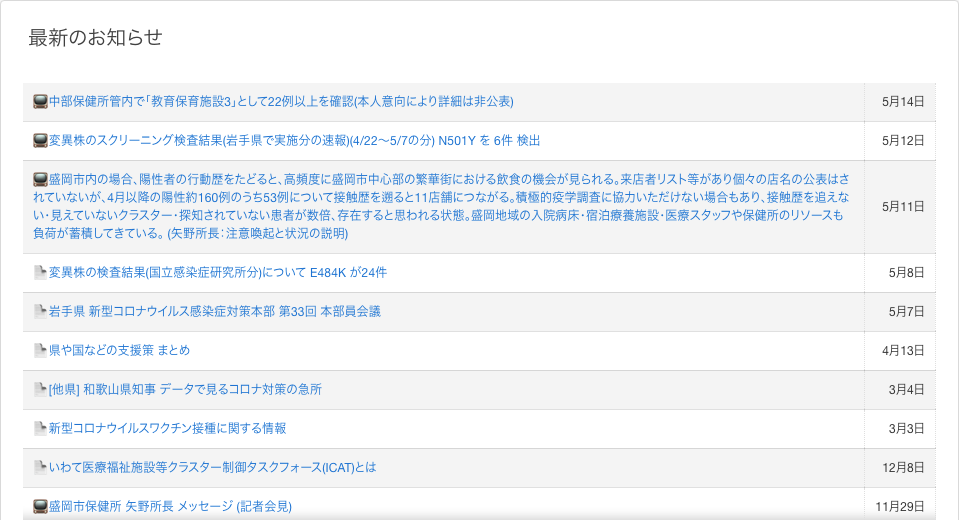 最新のお知らせ
中部保健所管内で「教育保育施設3」として22例以上を確認(本人意向により詳細は非公表) 5月14日
変異株のスクリーニング検査結果(岩手県で実施分の速報)(4/22〜5/7の分) N501Y を 6件 検出 5月12日
盛岡市内の場合、陽性者の行動歴をたどると、高頻度に盛岡市中心部の繁華街における飲食の機会が見られる。来店者リスト等があり個々の店名の公表はさ
れていないが、4月以降の陽性約160例のうち53例について接触歴を遡ると11店舗につながる。積極的疫学調査に協力いただけない場合もあり、接触歴を追えな
い・見えていないクラスター・探知されていない患者が数倍、存在すると思われる状態。盛岡地域の入院病床・宿泊療養施設・医療スタッフや保健所のリソースも
負荷が蓄積してきている。 (矢野所長：注意喚起と状況の説明) 5月11日
変異株の検査結果(国立感染症研究所分)について E484K が24件 5月8日
岩手県 新型コロナウイルス感染症対策本部 第33回 本部員会議 5月7日
県や国などの支援策 まとめ 4月13日
[他県] 和歌山県知事 データで見るコロナ対策の急所 3月4日
新型コロナウイルスワクチン接種に関する情報 3月3日
いわて医療福祉施設等クラスター制御タスクフォース(ICAT)とは 12月8日
盛岡市保健所 矢野所長 メッセージ (記者会見) 11月29日